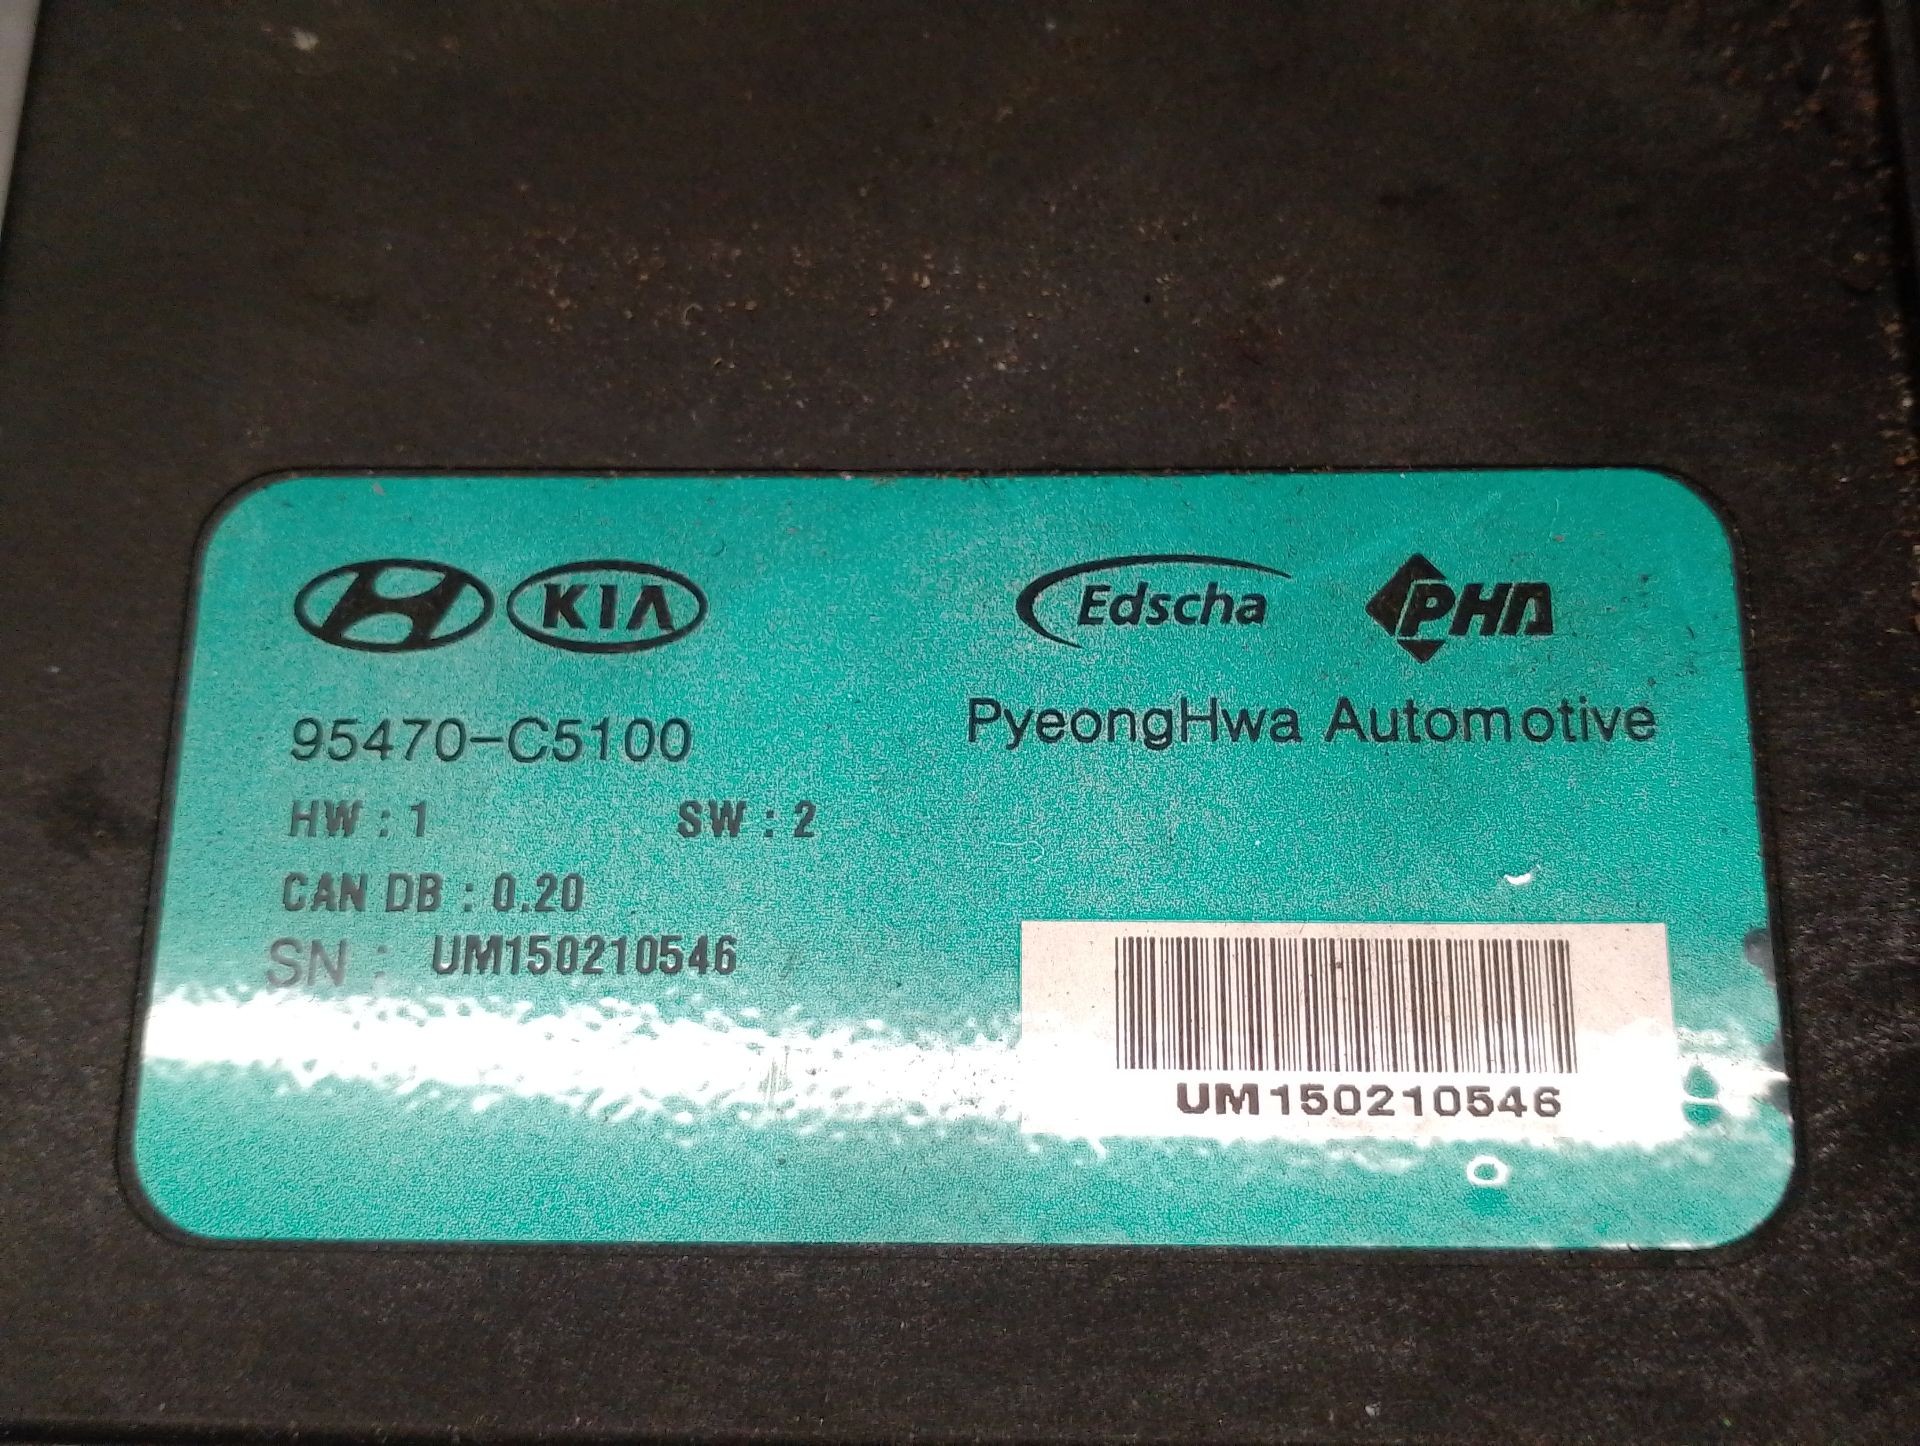 KIA
Edscha
PHA
95470-C5100
PyeongHwa Automotive
HW : 1 SW : 2
CAN DB : 0.20
SN : UM150210546
UM150210546